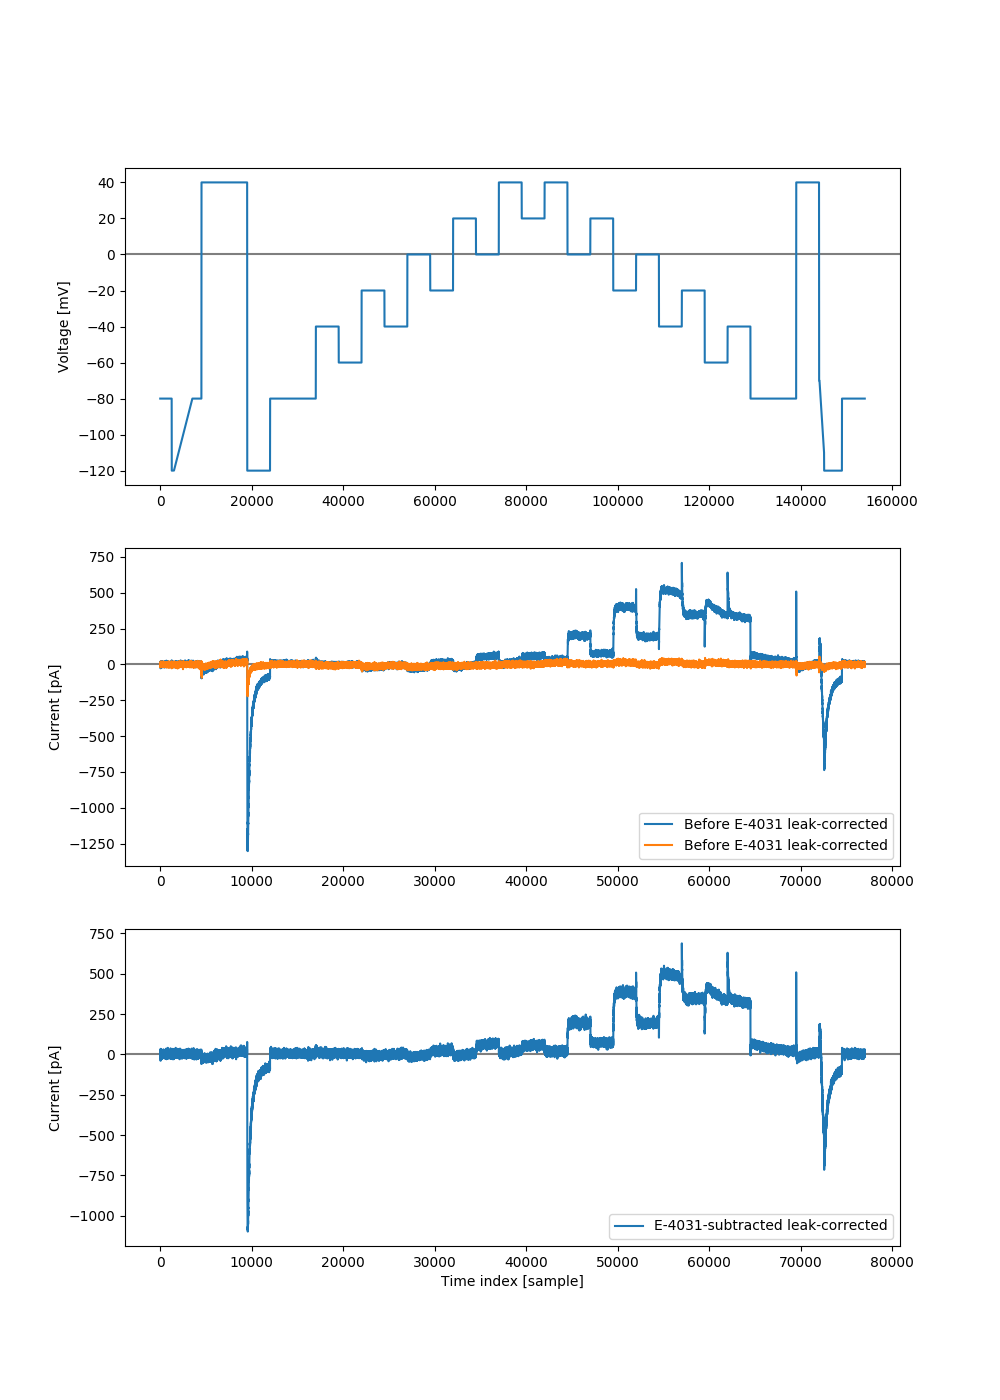 40
20
0
−20
−40
−60
−80
−100
−120
Voltage [mV]
0 20000 40000 60000 80000 100000 120000 140000 160000
750
500
250
0
−250
−500
−750
−1000
−1250
Current [pA]
Before E-4031 leak-corrected
Before E-4031 leak-corrected
0 10000 20000 30000 40000 50000 60000 70000 80000
750
500
250
0
−250
−500
−750
−1000
Current [pA]
E-4031-subtracted leak-corrected
0 10000 20000 30000 40000 50000 60000 70000 80000
Time index [sample]